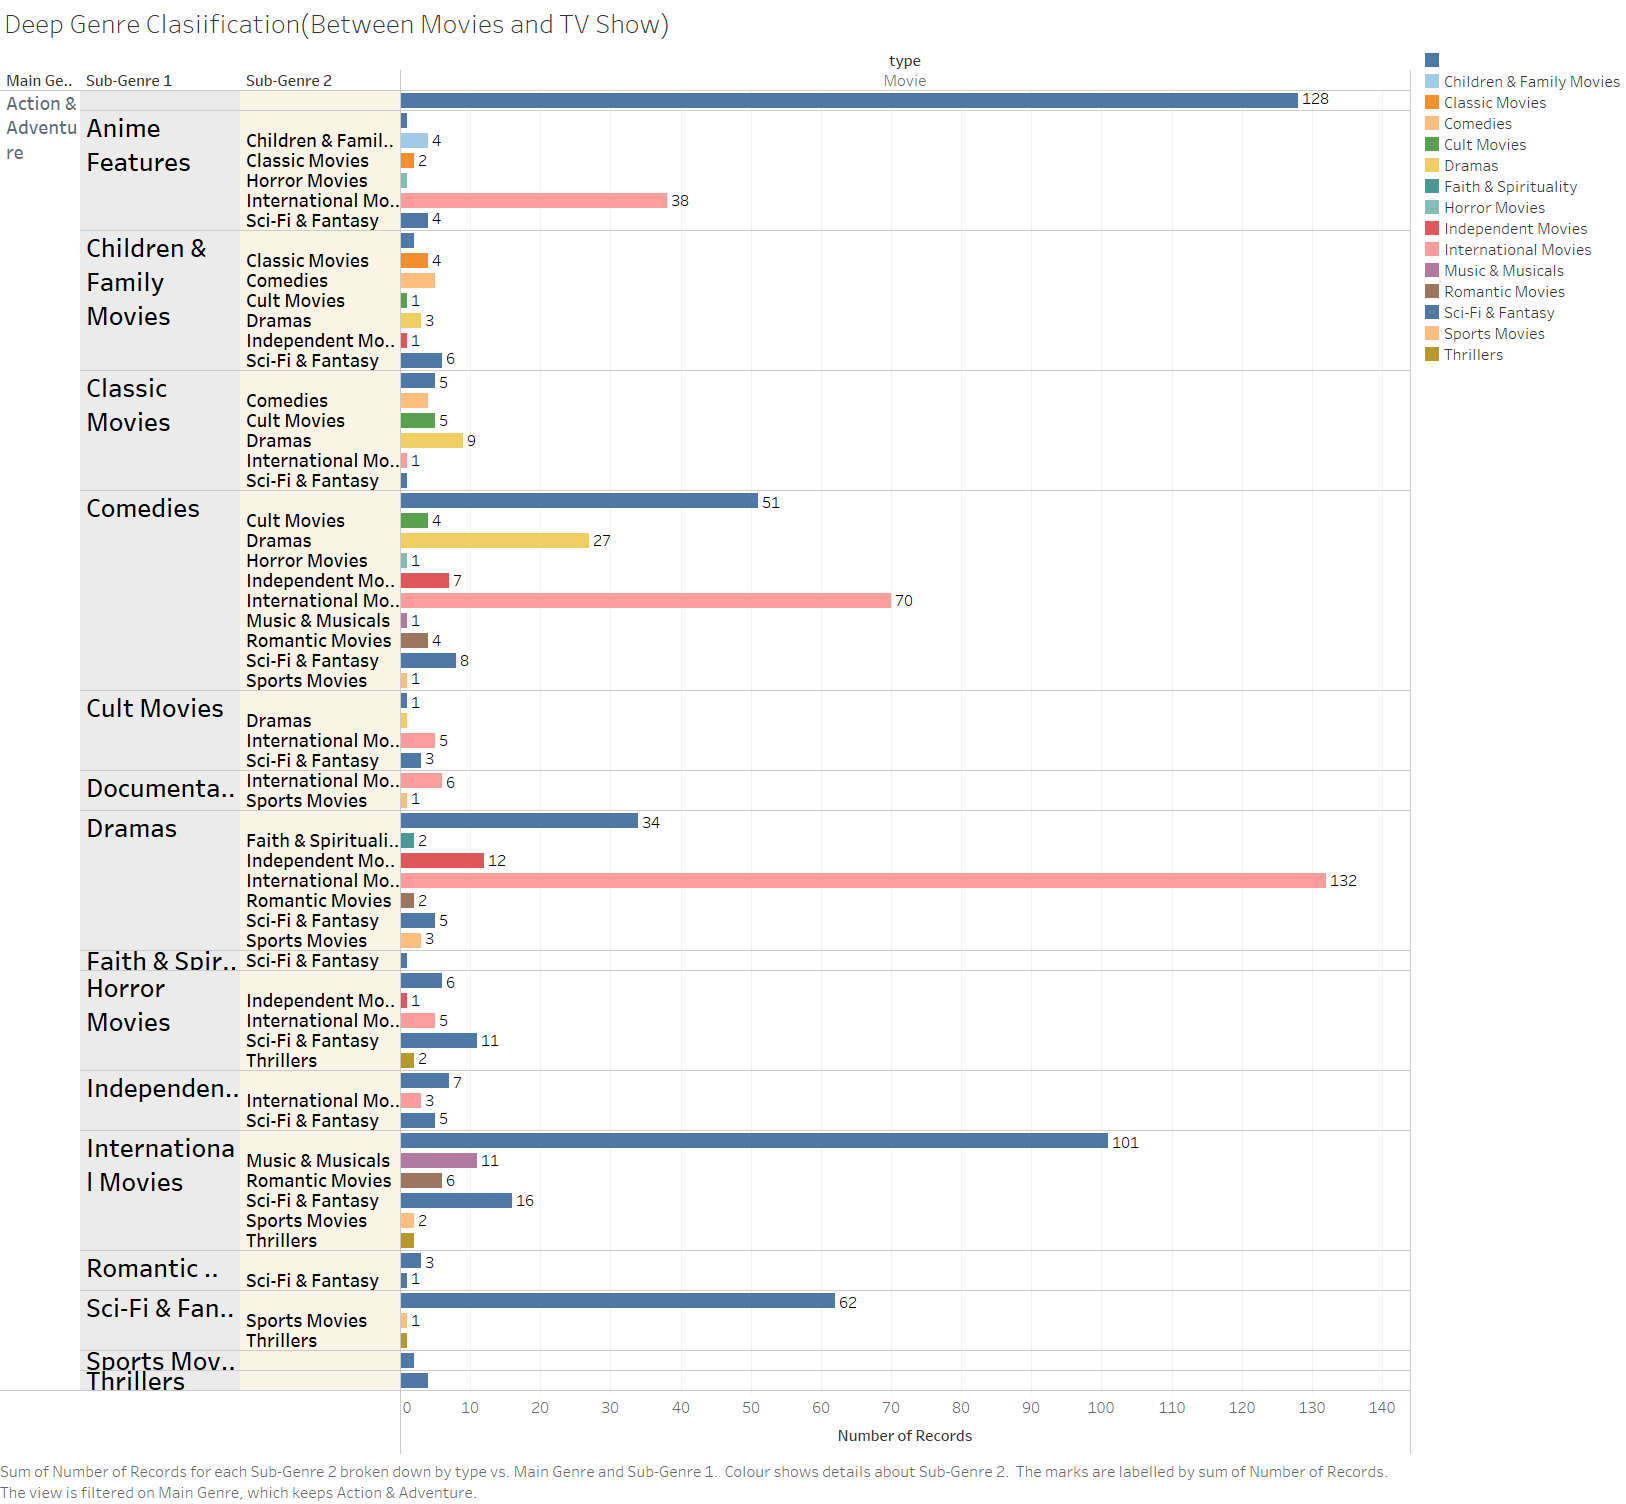 Deep Genre Clasiification(Between Movies and TV Show)
type
Main Ge.. Sub-Genre 1 Sub-Genre 2 Movie
Action &
Adventu
re
128
Anime
Features
Children & Famil.. 4
Classic Movies 2
Horror Movies
International Mo.. 38
Sci-Fi & Fantasy 4
Children &
Family
Movies
Classic Movies 4
Comedies
Cult Movies 1
Dramas 3
Independent Mo.. 1
Sci-Fi & Fantasy 6
Classic
Movies
5
Comedies
Cult Movies 5
Dramas 9
International Mo.. 1
Sci-Fi & Fantasy
Comedies 51
Cult Movies 4
Dramas 27
Horror Movies 1
Independent Mo.. 7
International Mo.. 70
Music & Musicals 1
Romantic Movies 4
Sci-Fi & Fantasy 8
Sports Movies 1
Cult Movies 1
Dramas
International Mo.. 5
Sci-Fi & Fantasy 3
Documenta.. International Mo.. 6
Sports Movies 1
Dramas 34
Faith & Spirituali.. 2
Independent Mo.. 12
International Mo.. 132
Romantic Movies 2
Sci-Fi & Fantasy 5
Sports Movies 3
Faith & Spir.. Sci-Fi & Fantasy
Horror
Movies
6
Independent Mo.. 1
International Mo.. 5
Sci-Fi & Fantasy 11
Thrillers 2
Independen.. 7
International Mo.. 3
Sci-Fi & Fantasy 5
Internationa
l Movies
101
Music & Musicals 11
Romantic Movies 6
Sci-Fi & Fantasy 16
Sports Movies 2
Thrillers
Romantic .. 3
Sci-Fi & Fantasy 1
Sci-Fi & Fan.. 62
Sports Movies 1
Thrillers
Sports Mov..
Thrillers
0 10 20 30 40 50 60 70 80 90 100 110 120 130 140
Number of Records
Children & Family Movies
Classic Movies
Comedies
Cult Movies
Dramas
Faith & Spirituality
Horror Movies
Independent Movies
International Movies
Music & Musicals
Romantic Movies
Sci-Fi & Fantasy
Sports Movies
Thrillers
Sum of Number of Records for each Sub-Genre 2 broken down by type vs. Main Genre and Sub-Genre 1. Colour shows details about Sub-Genre 2. The marks are labelled by sum of Number of Records.
The view is filtered on Main Genre, which keeps Action & Adventure.